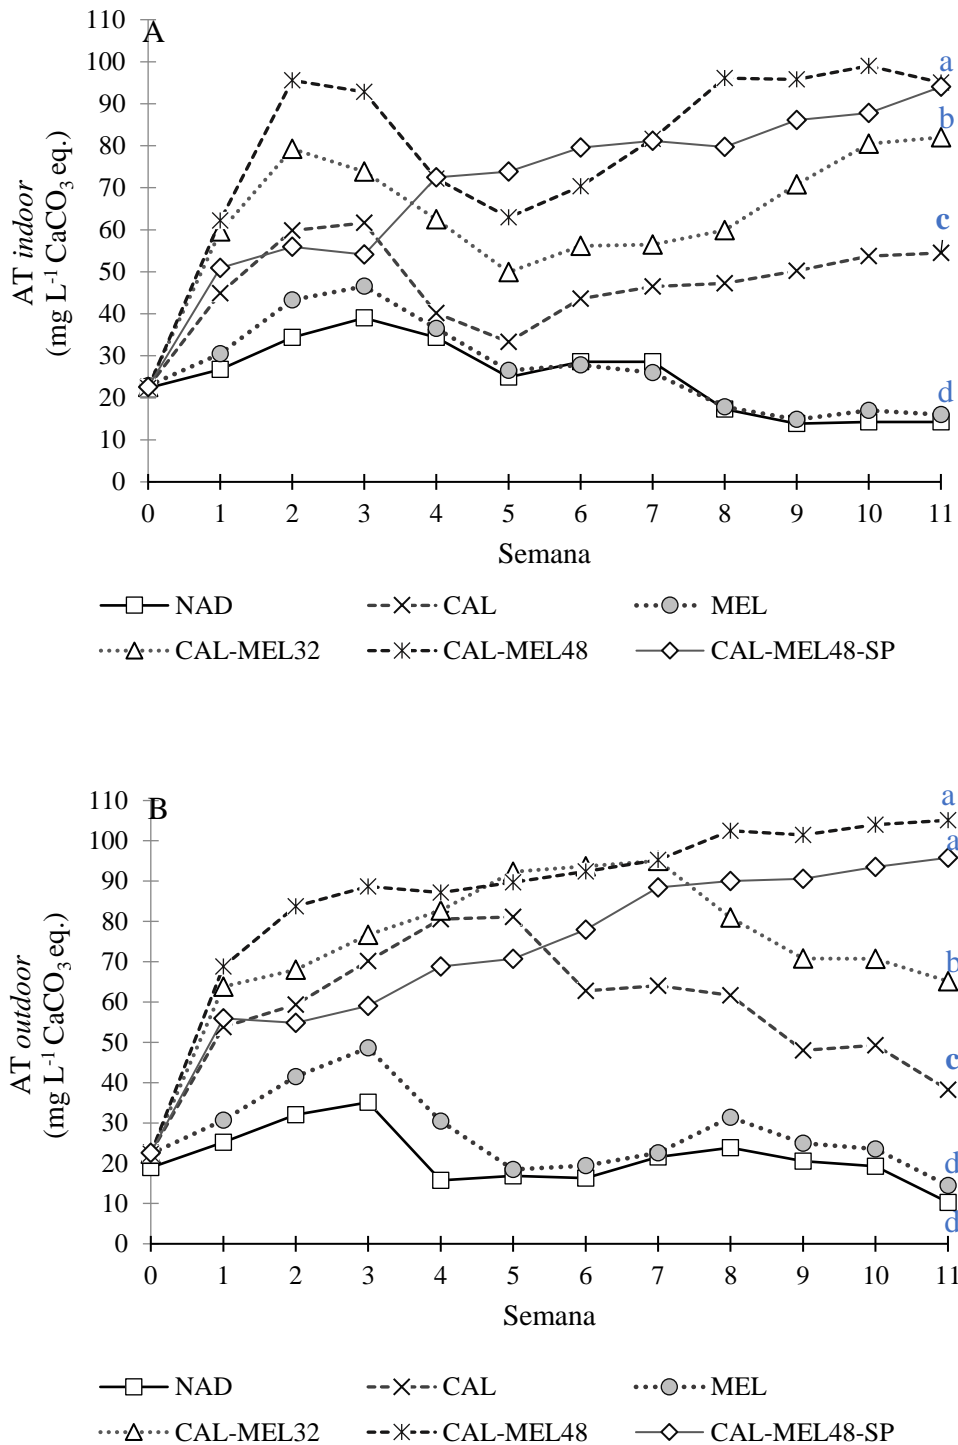 A
110
100
90
80
70
60
50
40
30
20
10
0
AT indoor
(mg L-1 CaCO3 eq.)
a
b
c
d
0 1 2 3 4 5 6 7 8 9 10 11
Semana
NAD CAL MEL
CAL-MEL32 CAL-MEL48 CAL-MEL48-SP
B
110
100
90
80
70
60
50
40
30
20
10
0
AT outdoor
(mg L-1 CaCO3 eq.)
a
a
b
c
d
d
0 1 2 3 4 5 6 7 8 9 10 11
Semana
NAD CAL MEL
CAL-MEL32 CAL-MEL48 CAL-MEL48-SP